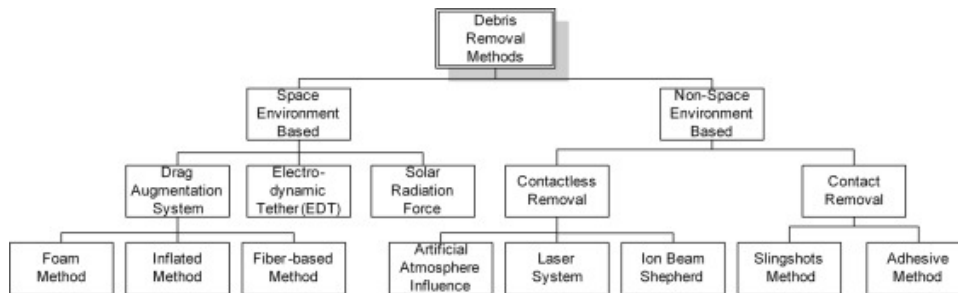 Debris
Removal
Methods
Space
Environment
Based
Non-Space
Environment
Based
Drag
Augmentation
System
Electro-
dynamic
Tether (EDT)
Solar
Radiation
Force
Contactless
Removal
Contact
Removal
Foam
Method
Inflated
Method
Fiber-based
Method
Artificial
Atmosphere
Influence
Laser
System
Ion Beam
Shepherd
Slingshots
Method
Adhesive
Method